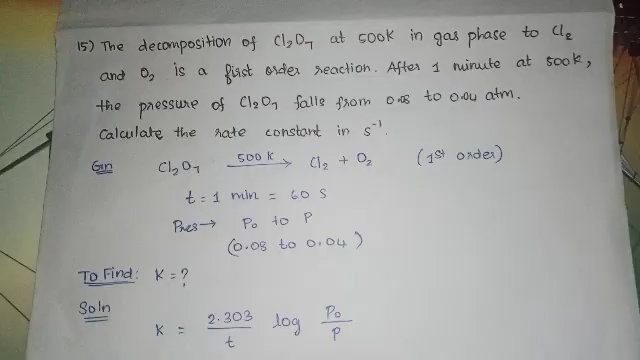 15) The decomposition of Cl₂O₇ at 500K in gas phase to Cl₂
and O₂ is a first order reaction. After 1 minute at 500K,
the pressure of Cl₂O₇ falls from 0.08 to 0.04 atm.
Calculate the rate constant in s⁻¹.
Gn Cl₂O₇ 500 K → Cl₂ + O₂ (1st order)
t = 1 min = 60 s
Pres → P₀ to P
(0.08 to 0.04)
To Find: K = ?
Soln
K = 2.303/t log P₀/P